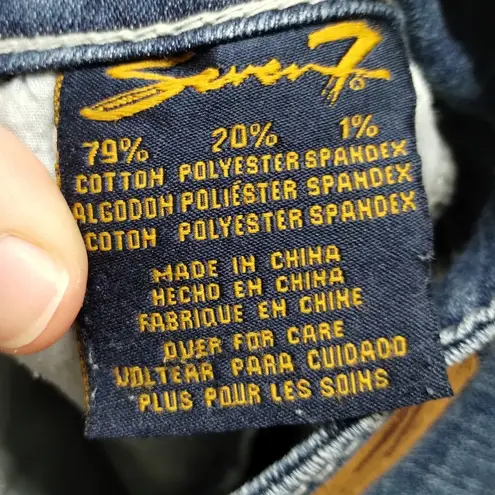 Seven7
79% 20% 1%
COTTON POLYESTER SPANDEX
ALGODON POLIÉSTER SPANDEX
COTON POLYESTER SPANDEX
MADE IN CHINA
HECHO EN CHINA
FABRIQUE EN CHINE
OVER FOR CARE
VOLTEAR PARA CUIDADO
PLUS POUR LES SOINS